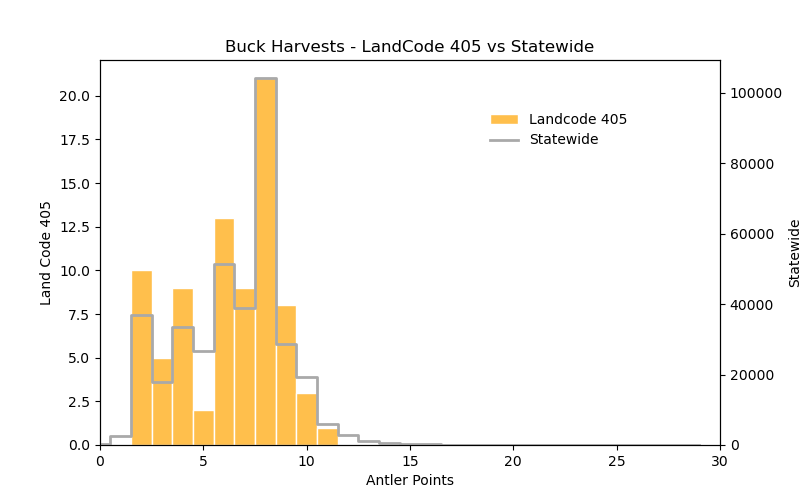 Buck Harvests - LandCode 405 vs Statewide
Landcode 405
Statewide
Land Code 405
20.0
17.5
15.0
12.5
10.0
7.5
5.0
2.5
0.0
100000
80000
60000
40000
20000
0
Statewide
0 5 10 15 20 25 30
Antler Points